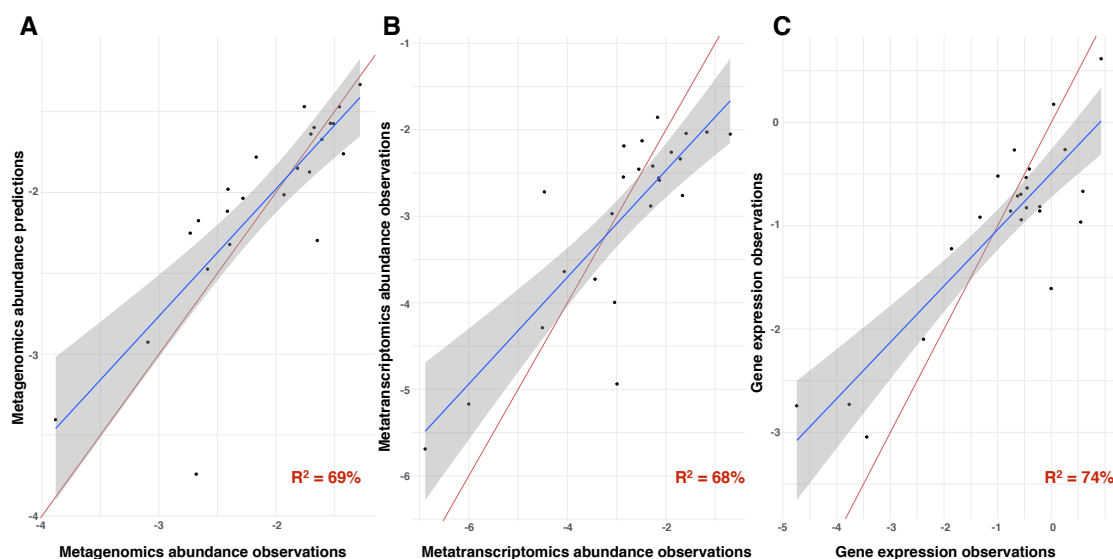 A
B
C
Metagenomics abundance predictions
-2
-3
-4
-4
-3
-2
R² = 69%
Metagenomics abundance observations
Metatranscriptomics abundance observations
-1
-2
-3
-4
-5
-6
-6
-4
-2
R² = 68%
Metatranscriptomics abundance observations
Gene expression observations
0
-1
-2
-3
-5
-4
-3
-2
-1
0
R² = 74%
Gene expression observations